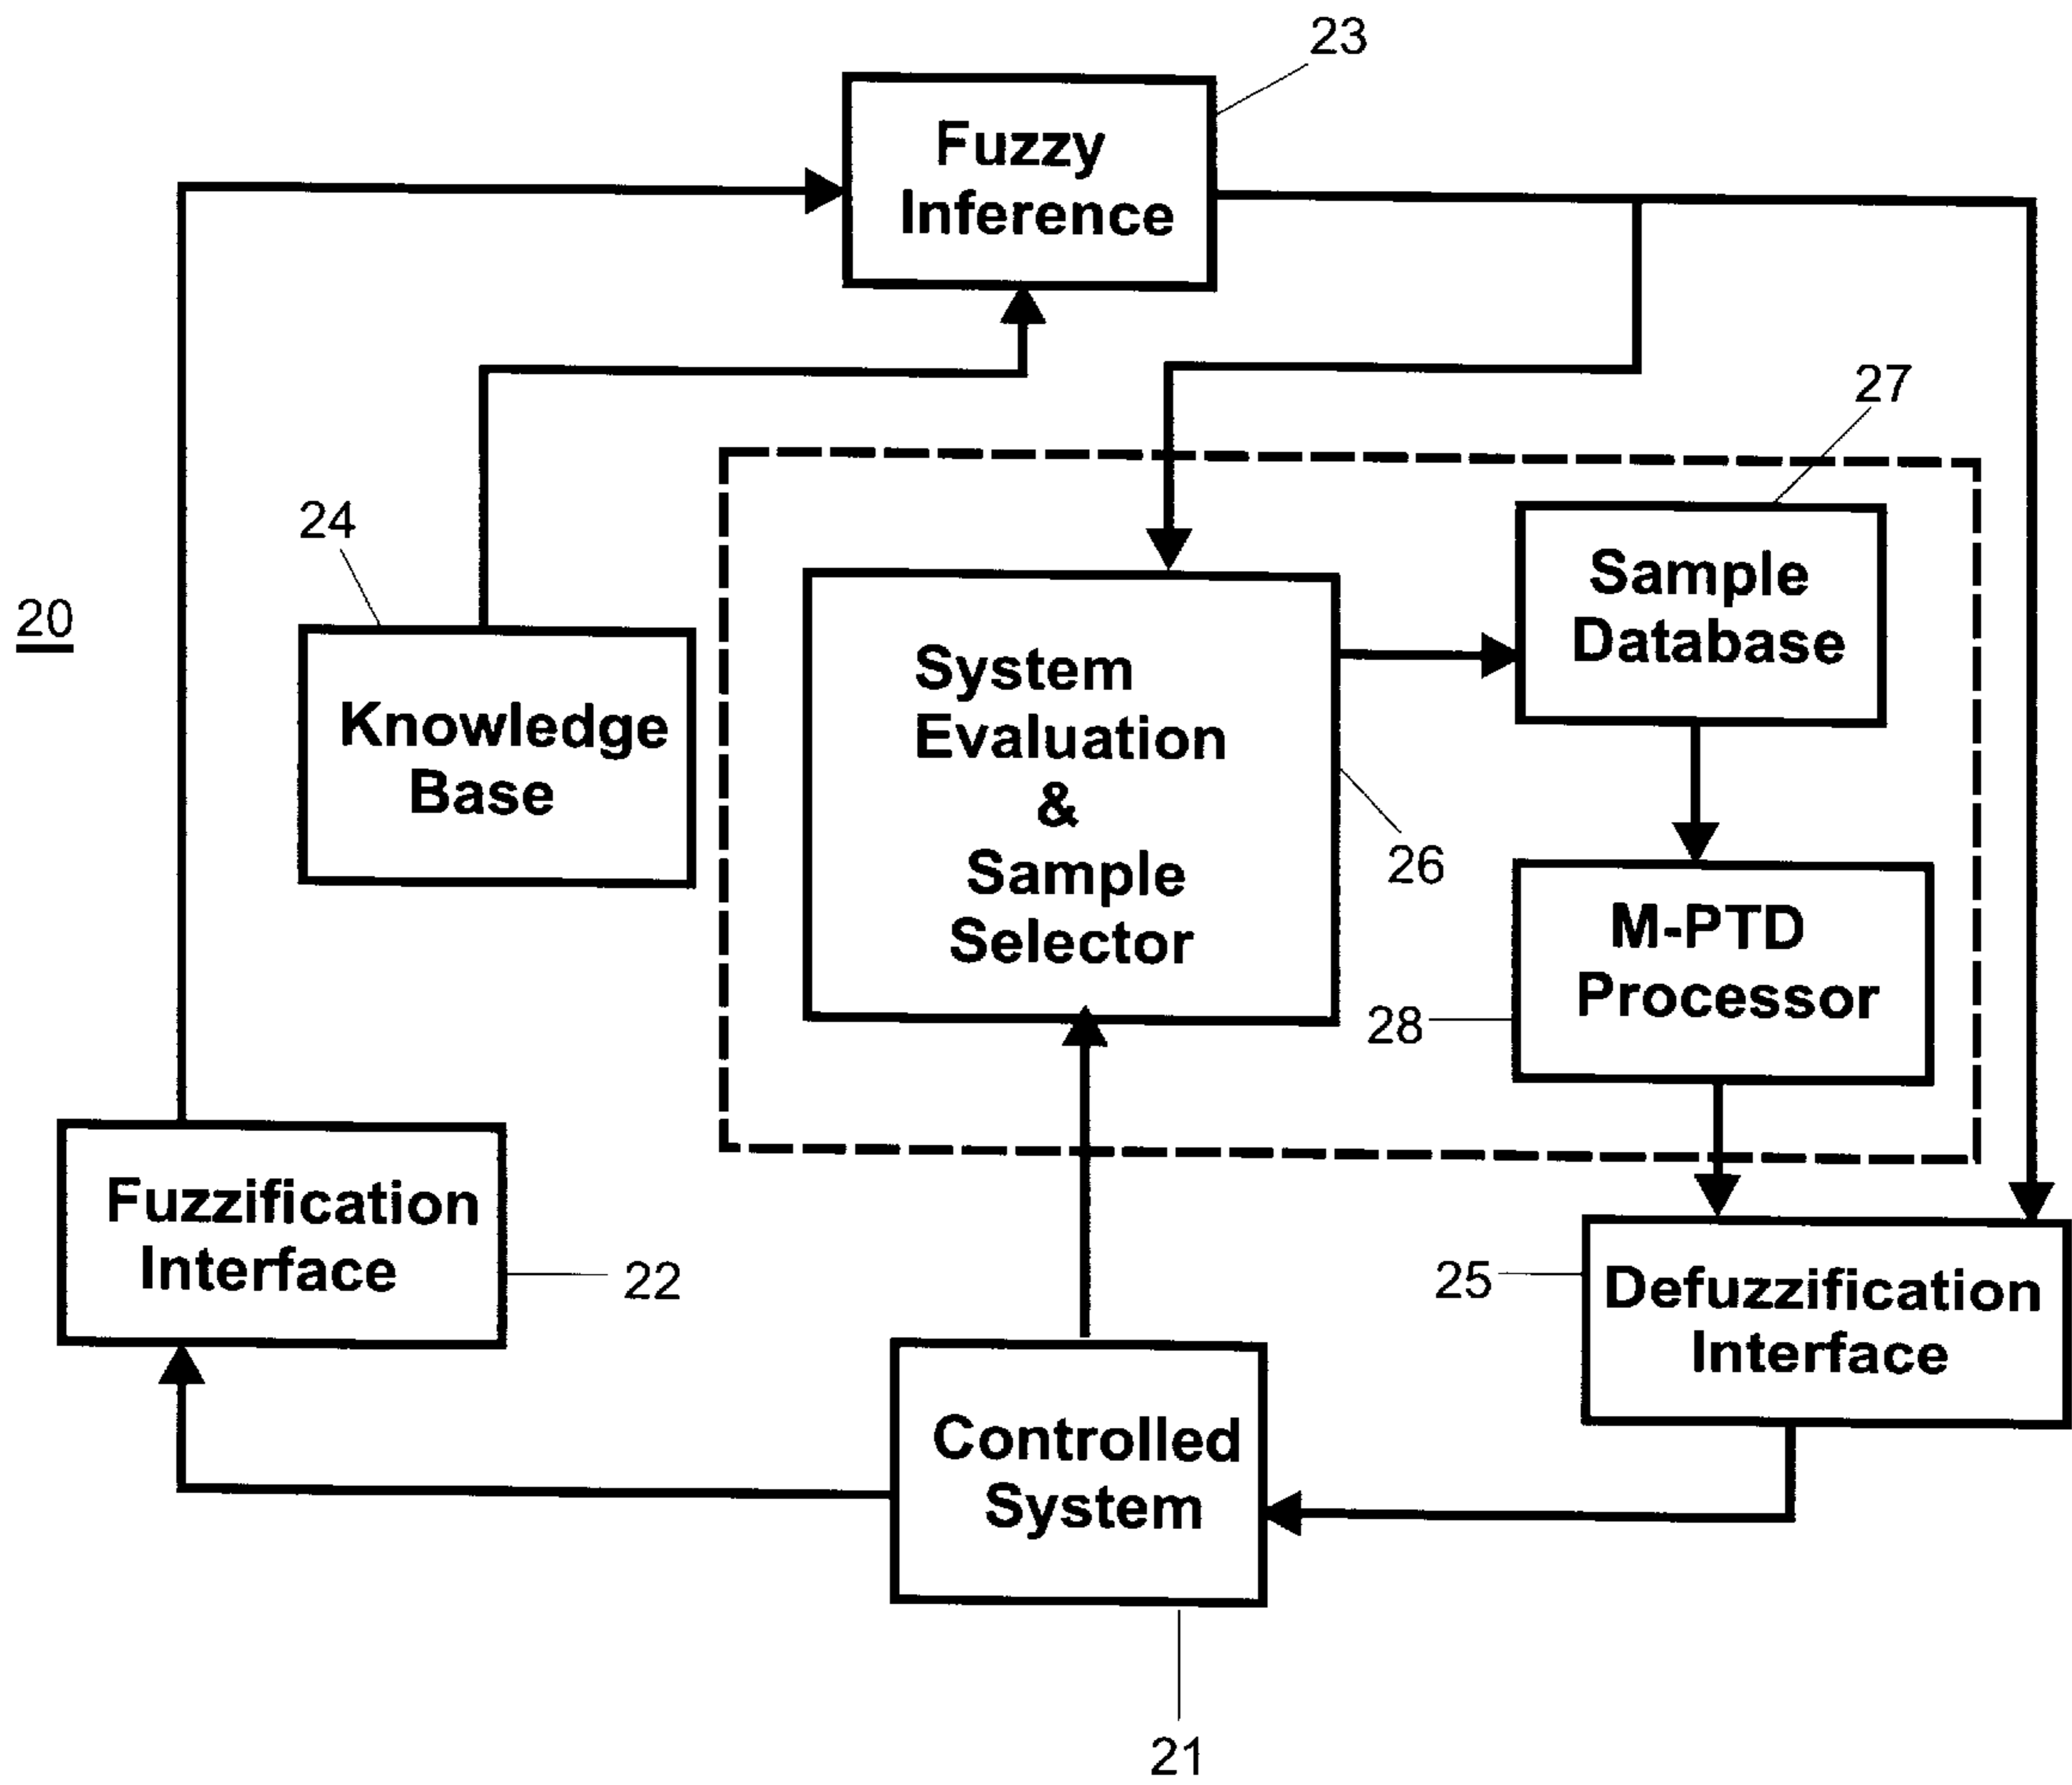 23
Fuzzy
Inference
27
24
Sample
Database
20
System
Evaluation
&
Sample
Selector
Knowledge
Base
26
M-PTD
Processor
28
Fuzzification
Interface
22
25
Defuzzification
Interface
Controlled
System
21